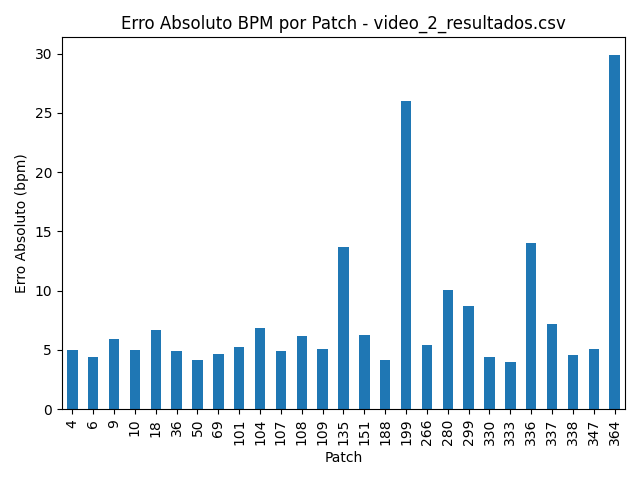 Erro Absoluto BPM por Patch - video_2_resultados.csv
30
25
20
15
10
5
0
Erro Absoluto (bpm)
4 6 9 10 18 36 50 69 101 104 107 108 109 135 151 188 199 266 280 299 330 333 336 337 338 347 364
Patch